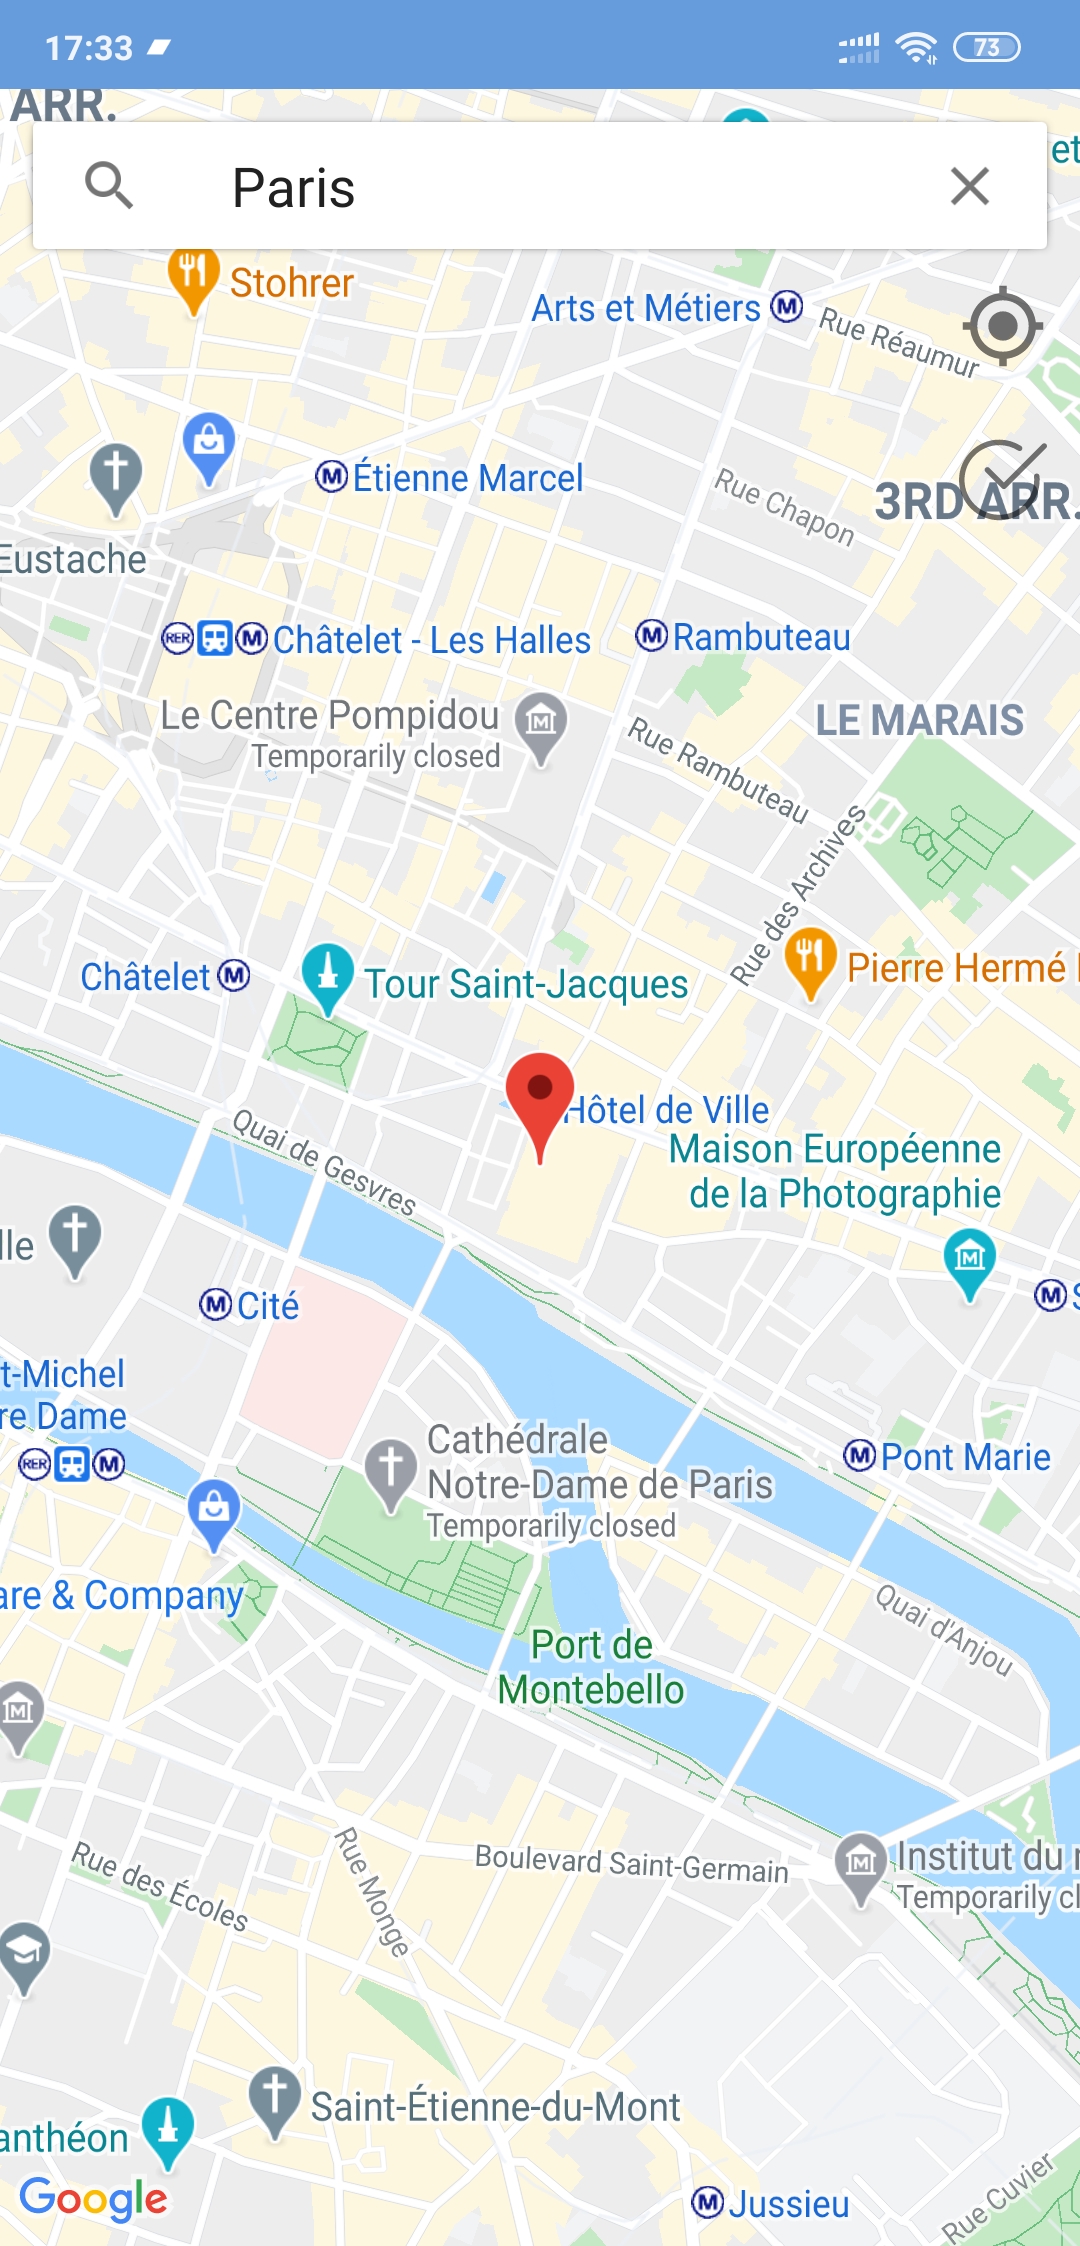 17:33
73
ARR.
et
Paris
Stohrer
Arts et Métiers M
Rue Réaumur
M Étienne Marcel
Rue Chapon
3RD ARR.
Eustache
RER M Châtelet - Les Halles
M Rambuteau
Le Centre Pompidou
Temporarily closed
LE MARAIS
Rue Rambuteau
Rue des Archives
Châtelet M
Tour Saint-Jacques
Pierre Hermé
Hôtel de Ville
Quai de Gesvres
Maison Européenne
de la Photographie
lle
M Cité
M S
t-Michel
re Dame
RER M
Cathédrale
Notre-Dame de Paris
Temporarily closed
M Pont Marie
are & Company
Quai d'Anjou
Port de
Montebello
Rue des Écoles
Rue Monge
Boulevard Saint-Germain
Institut du
Temporarily cl
Saint-Étienne-du-Mont
anthéon
Google
M Jussieu
Rue Cuvier